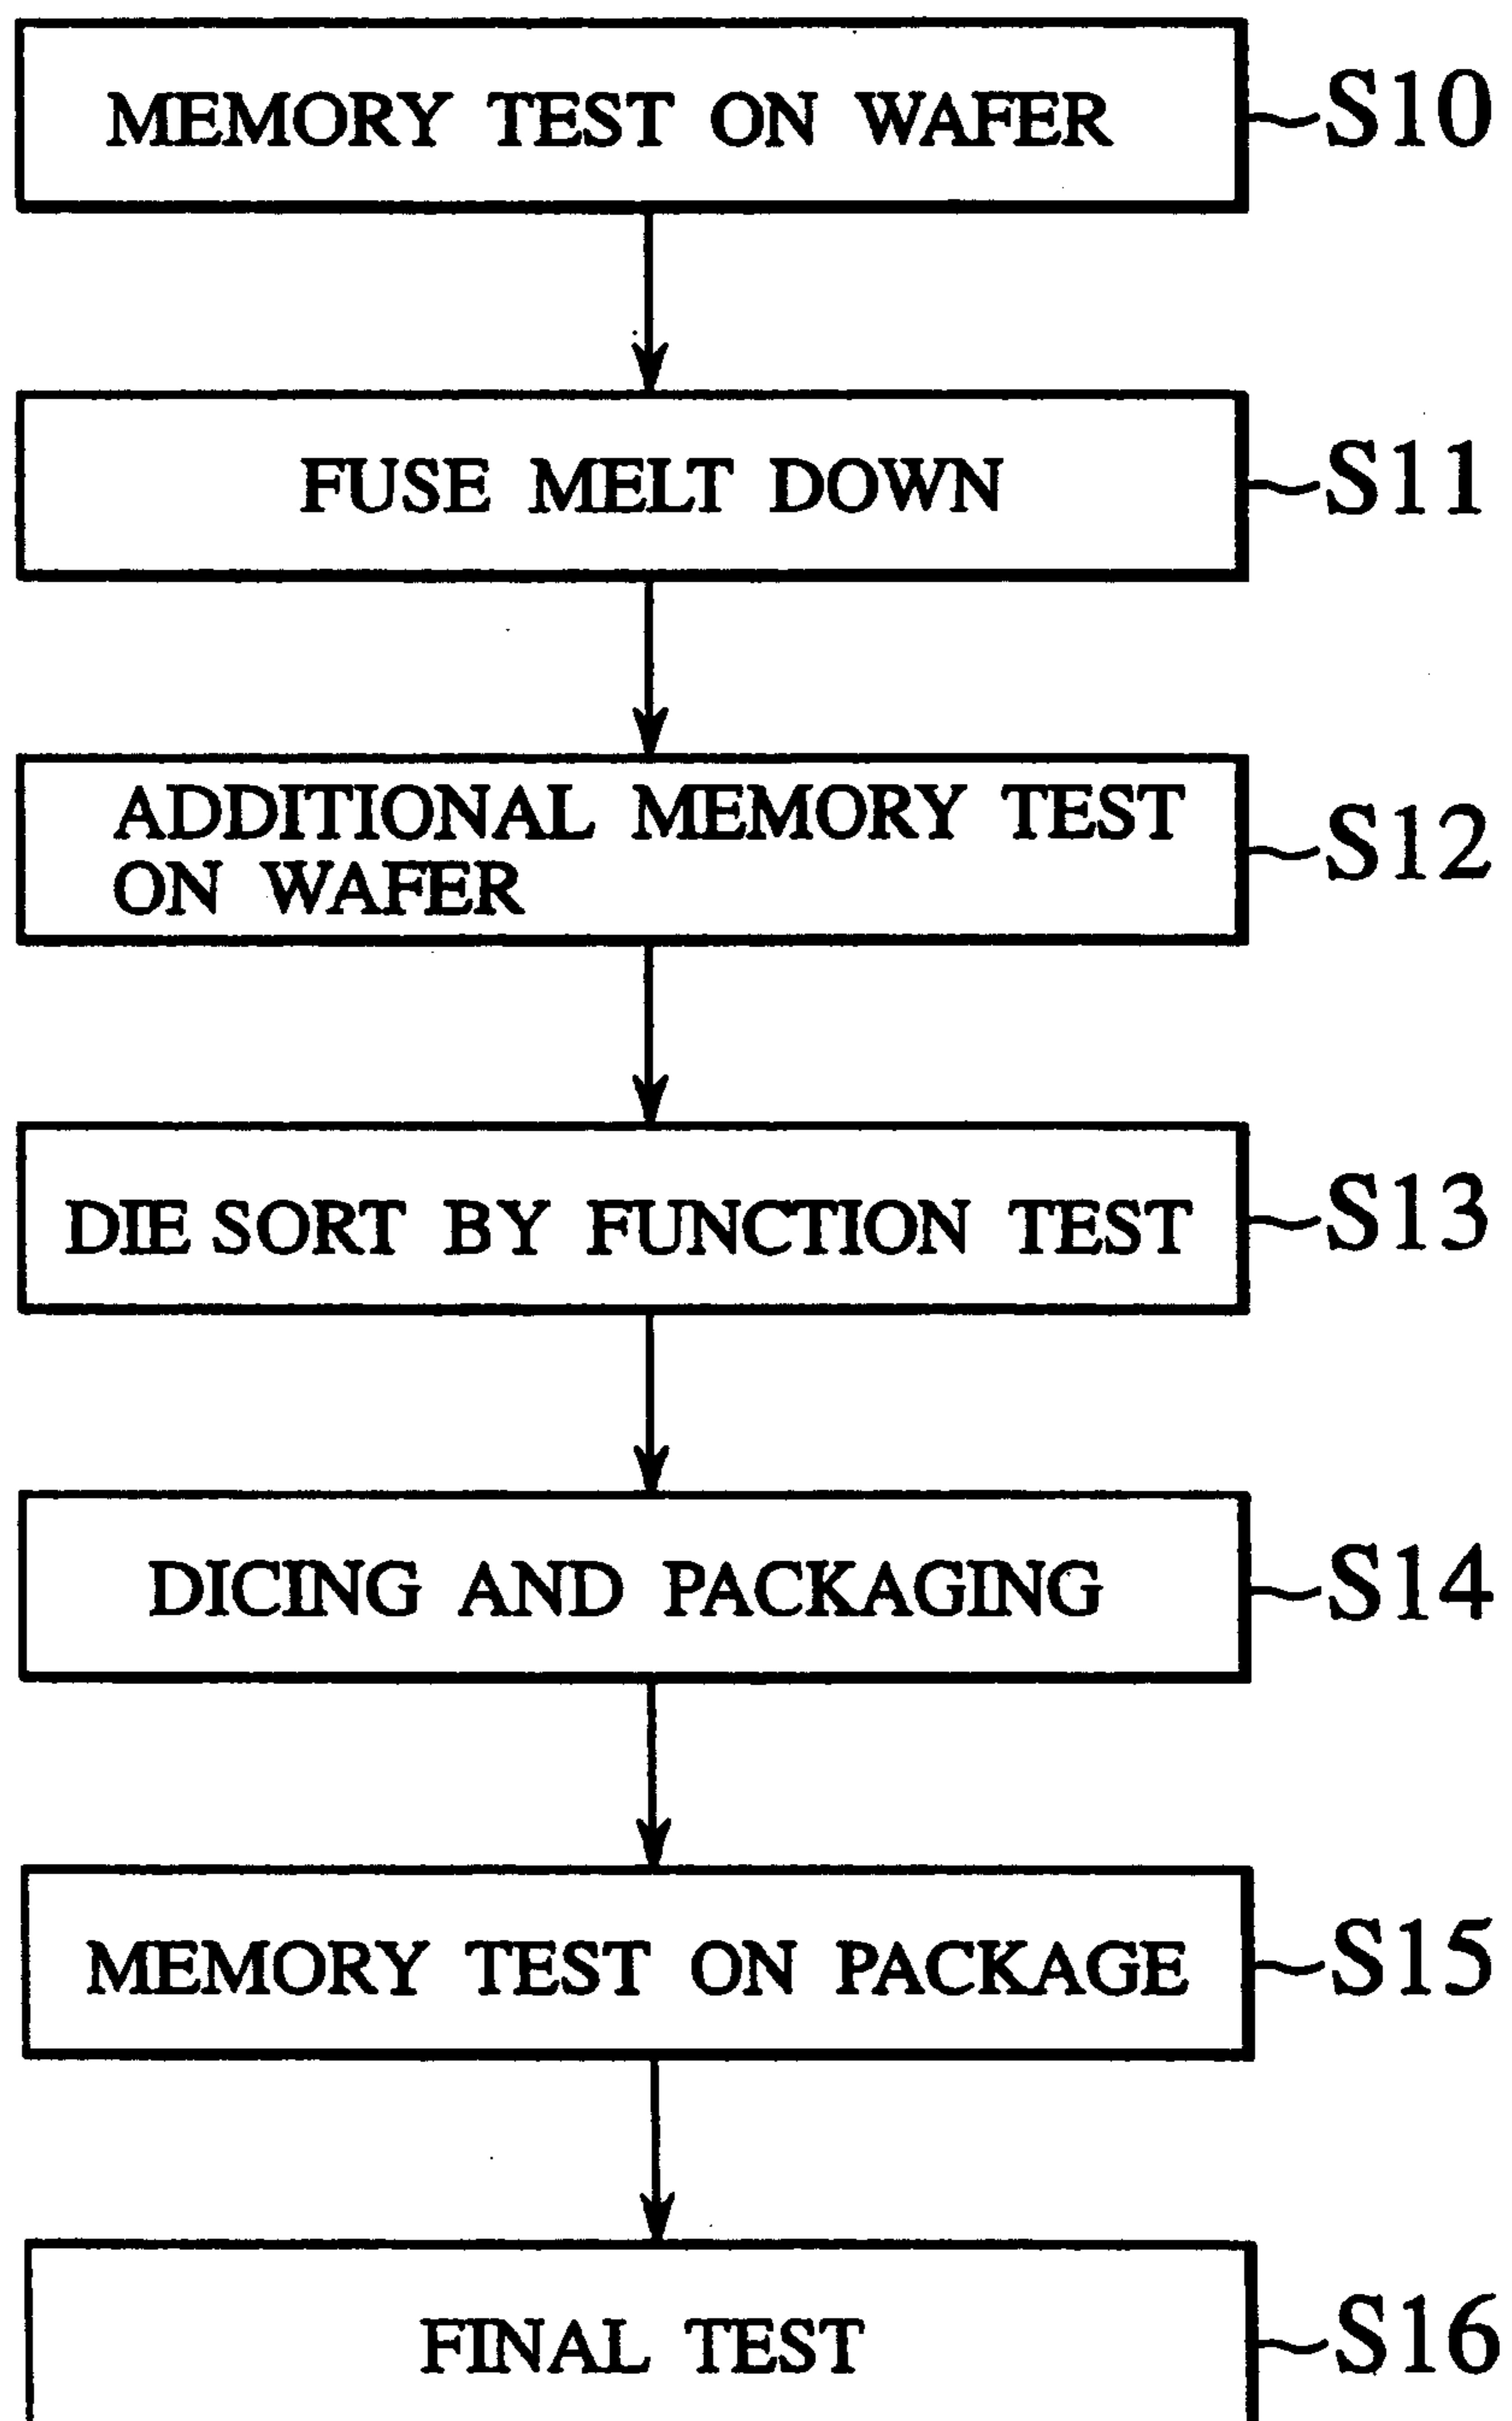 MEMORY TEST ON WAFER
S10
FUSE MELT DOWN
S11
ADDITIONAL MEMORY TEST
ON WAFER
S12
DIE SORT BY FUNCTION TEST
S13
DICING AND PACKAGING
S14
MEMORY TEST ON PACKAGE
S15
FINAL TEST
S16